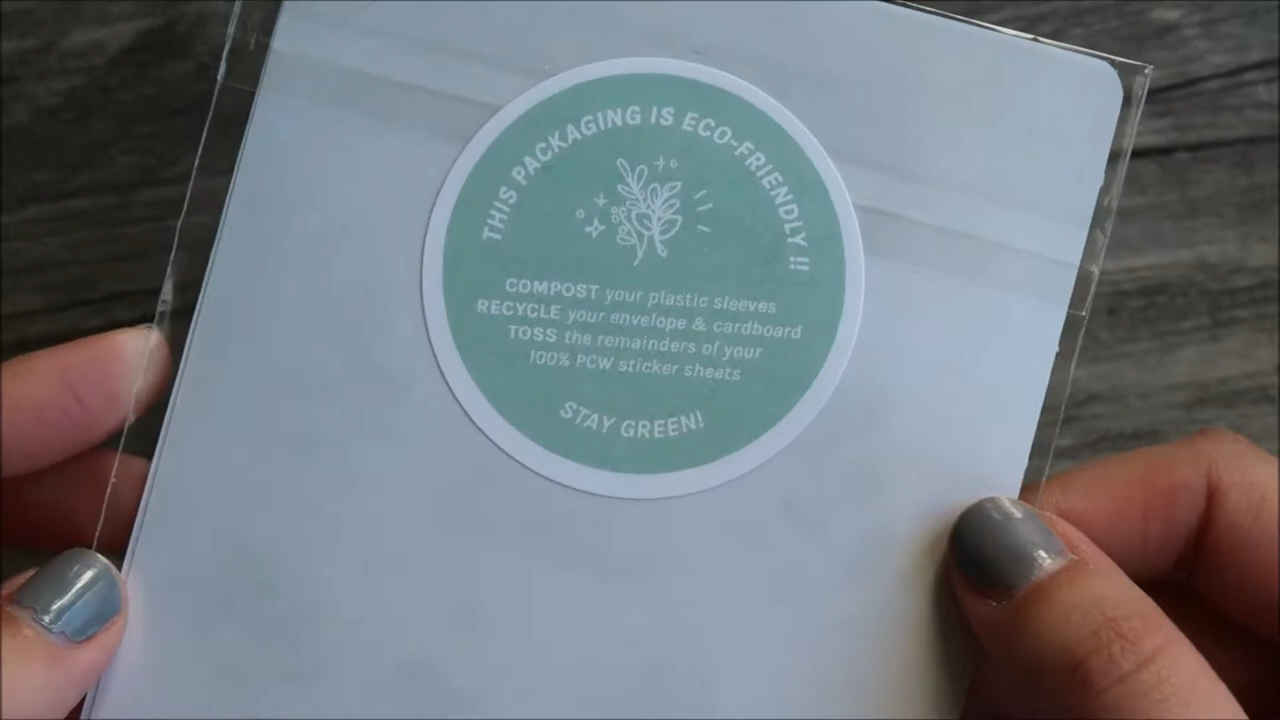 THIS PACKAGING IS ECO-FRIENDLY !!
COMPOST your plastic sleeves
RECYCLE your envelope & cardboard
TOSS the remainders of your
100% PCW sticker sheets
STAY GREEN!